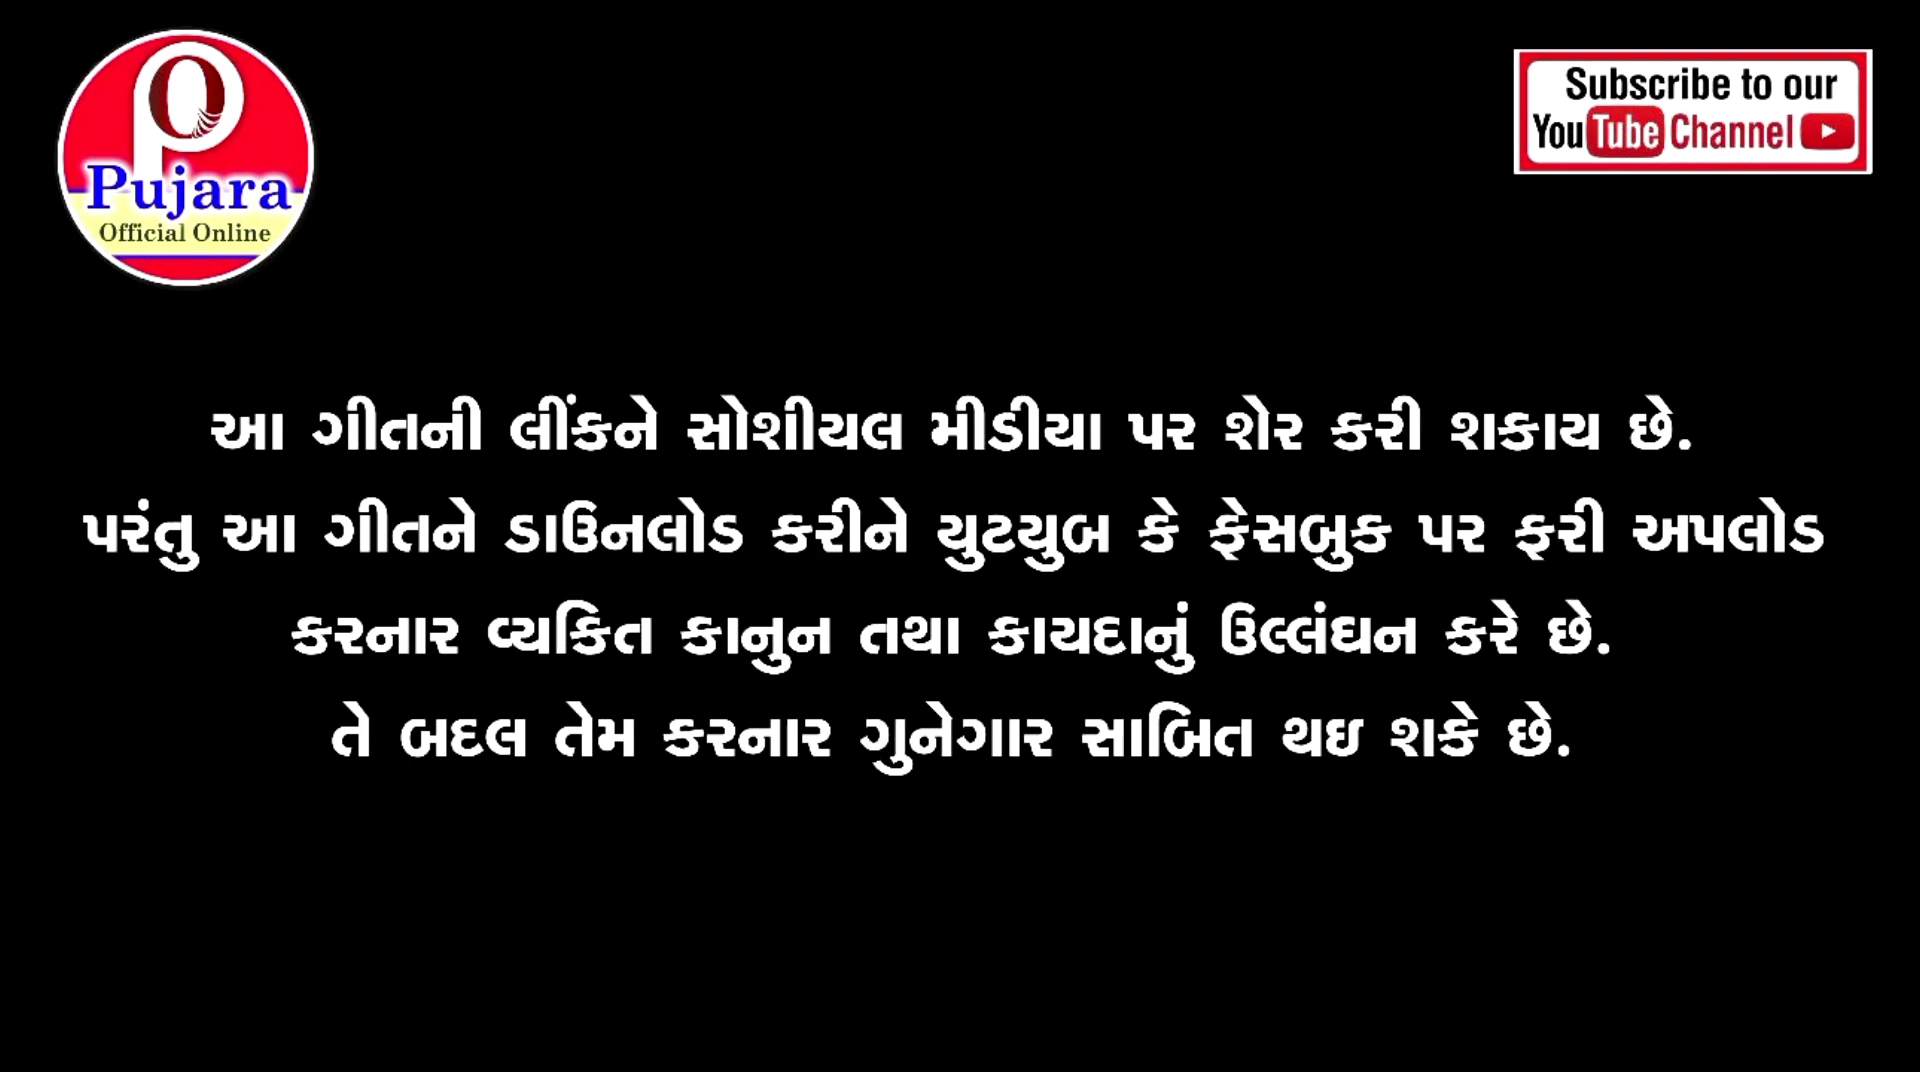 Pujara
Official Online
Subscribe to our
YouTube Channel
આ ગીતની લીંકને સોશીયલ મીડીયા પર શેર કરી શકાય છે.
પરંતુ આ ગીતને ડાઉનલોડ કરીને યુટયુબ કે ફેસબુક પર ફરી અપલોડ
કરનાર વ્યકિત કાનુન તથા કાયદાનું ઉલ્લંઘન કરે છે.
તે બદલ તેમ કરનાર ગુનેગાર સાબિત થઇ શકે છે.